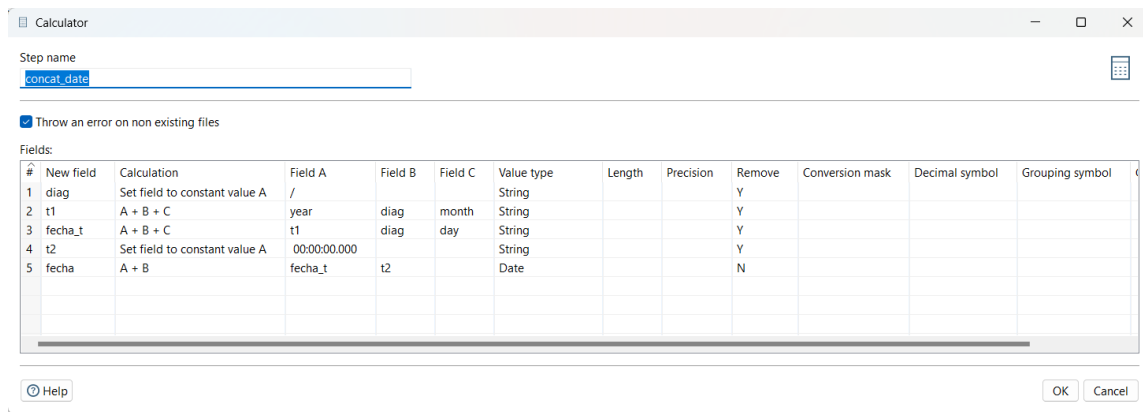 Calculator
Step name
concat_date
Throw an error on non existing files
Fields:
# New field Calculation Field A Field B Field C Value type Length Precision Remove Conversion mask Decimal symbol Grouping symbol
1 diag Set field to constant value A / String Y
2 t1 A + B + C year diag month String Y
3 fecha_t A + B + C t1 diag day String Y
4 t2 Set field to constant value A 00:00:00.000 String Y
5 fecha A + B fecha_t t2 Date N
Help OK Cancel